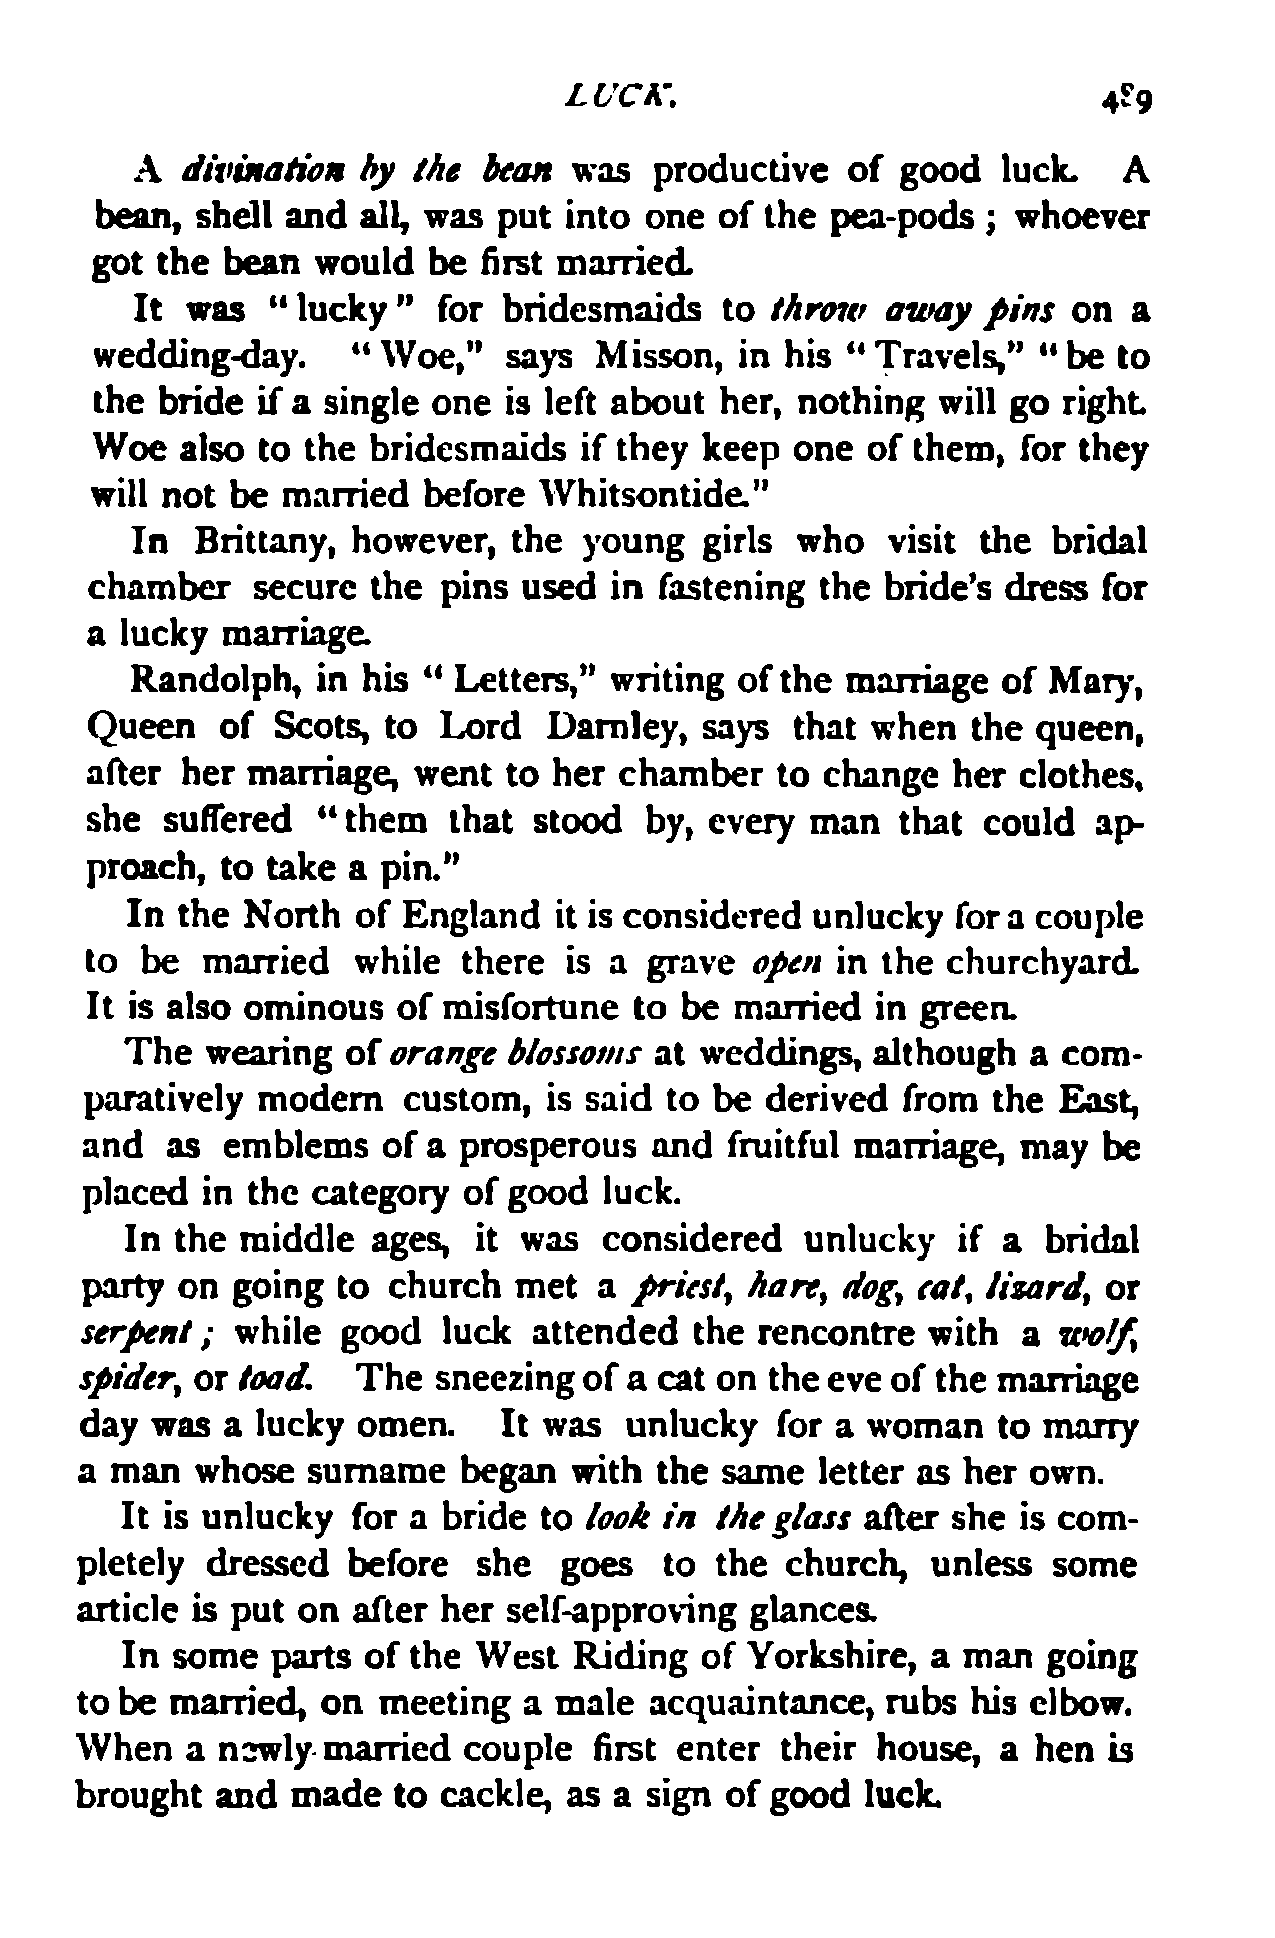 LUCK. 489
A divination by the bean was productive of good luck. A
bean, shell and all, was put into one of the pea-pods ; whoever
got the bean would be first married.
It was " lucky " for bridesmaids to throw away pins on a
wedding-day. " Woe," says Misson, in his " Travels," " be to
the bride if a single one is left about her, nothing will go right.
Woe also to the bridesmaids if they keep one of them, for they
will not be married before Whitsontide."
In Brittany, however, the young girls who visit the bridal
chamber secure the pins used in fastening the bride's dress for
a lucky marriage.
Randolph, in his " Letters," writing of the marriage of Mary,
Queen of Scots, to Lord Darnley, says that when the queen,
after her marriage, went to her chamber to change her clothes,
she suffered " them that stood by, every man that could ap-
proach, to take a pin."
In the North of England it is considered unlucky for a couple
to be married while there is a grave open in the churchyard.
It is also ominous of misfortune to be married in green.
The wearing of orange blossoms at weddings, although a com-
paratively modern custom, is said to be derived from the East,
and as emblems of a prosperous and fruitful marriage, may be
placed in the category of good luck.
In the middle ages, it was considered unlucky if a bridal
party on going to church met a priest, hare, dog, cat, lizard, or
serpent ; while good luck attended the rencontre with a wolf,
spider, or toad. The sneezing of a cat on the eve of the marriage
day was a lucky omen. It was unlucky for a woman to marry
a man whose surname began with the same letter as her own.
It is unlucky for a bride to look in the glass after she is com-
pletely dressed before she goes to the church, unless some
article is put on after her self-approving glances.
In some parts of the West Riding of Yorkshire, a man going
to be married, on meeting a male acquaintance, rubs his elbow.
When a newly-married couple first enter their house, a hen is
brought and made to cackle, as a sign of good luck.